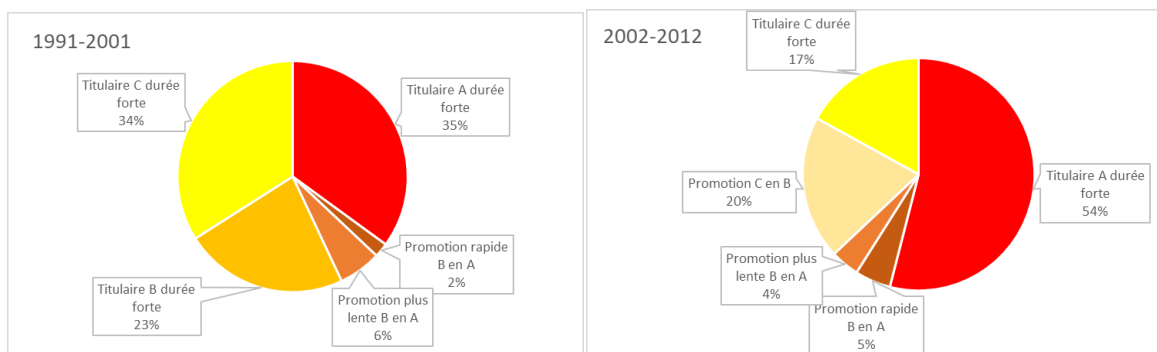 1991-2001
Titulaire C durée
forte
34%
Titulaire A durée
forte
35%
Promotion rapide
B en A
2%
Promotion plus
lente B en A
6%
Titulaire B durée
forte
23%
2002-2012
Titulaire C durée
forte
17%
Titulaire A durée
forte
54%
Promotion C en B
20%
Promotion plus
lente B en A
4%
Promotion rapide
B en A
5%